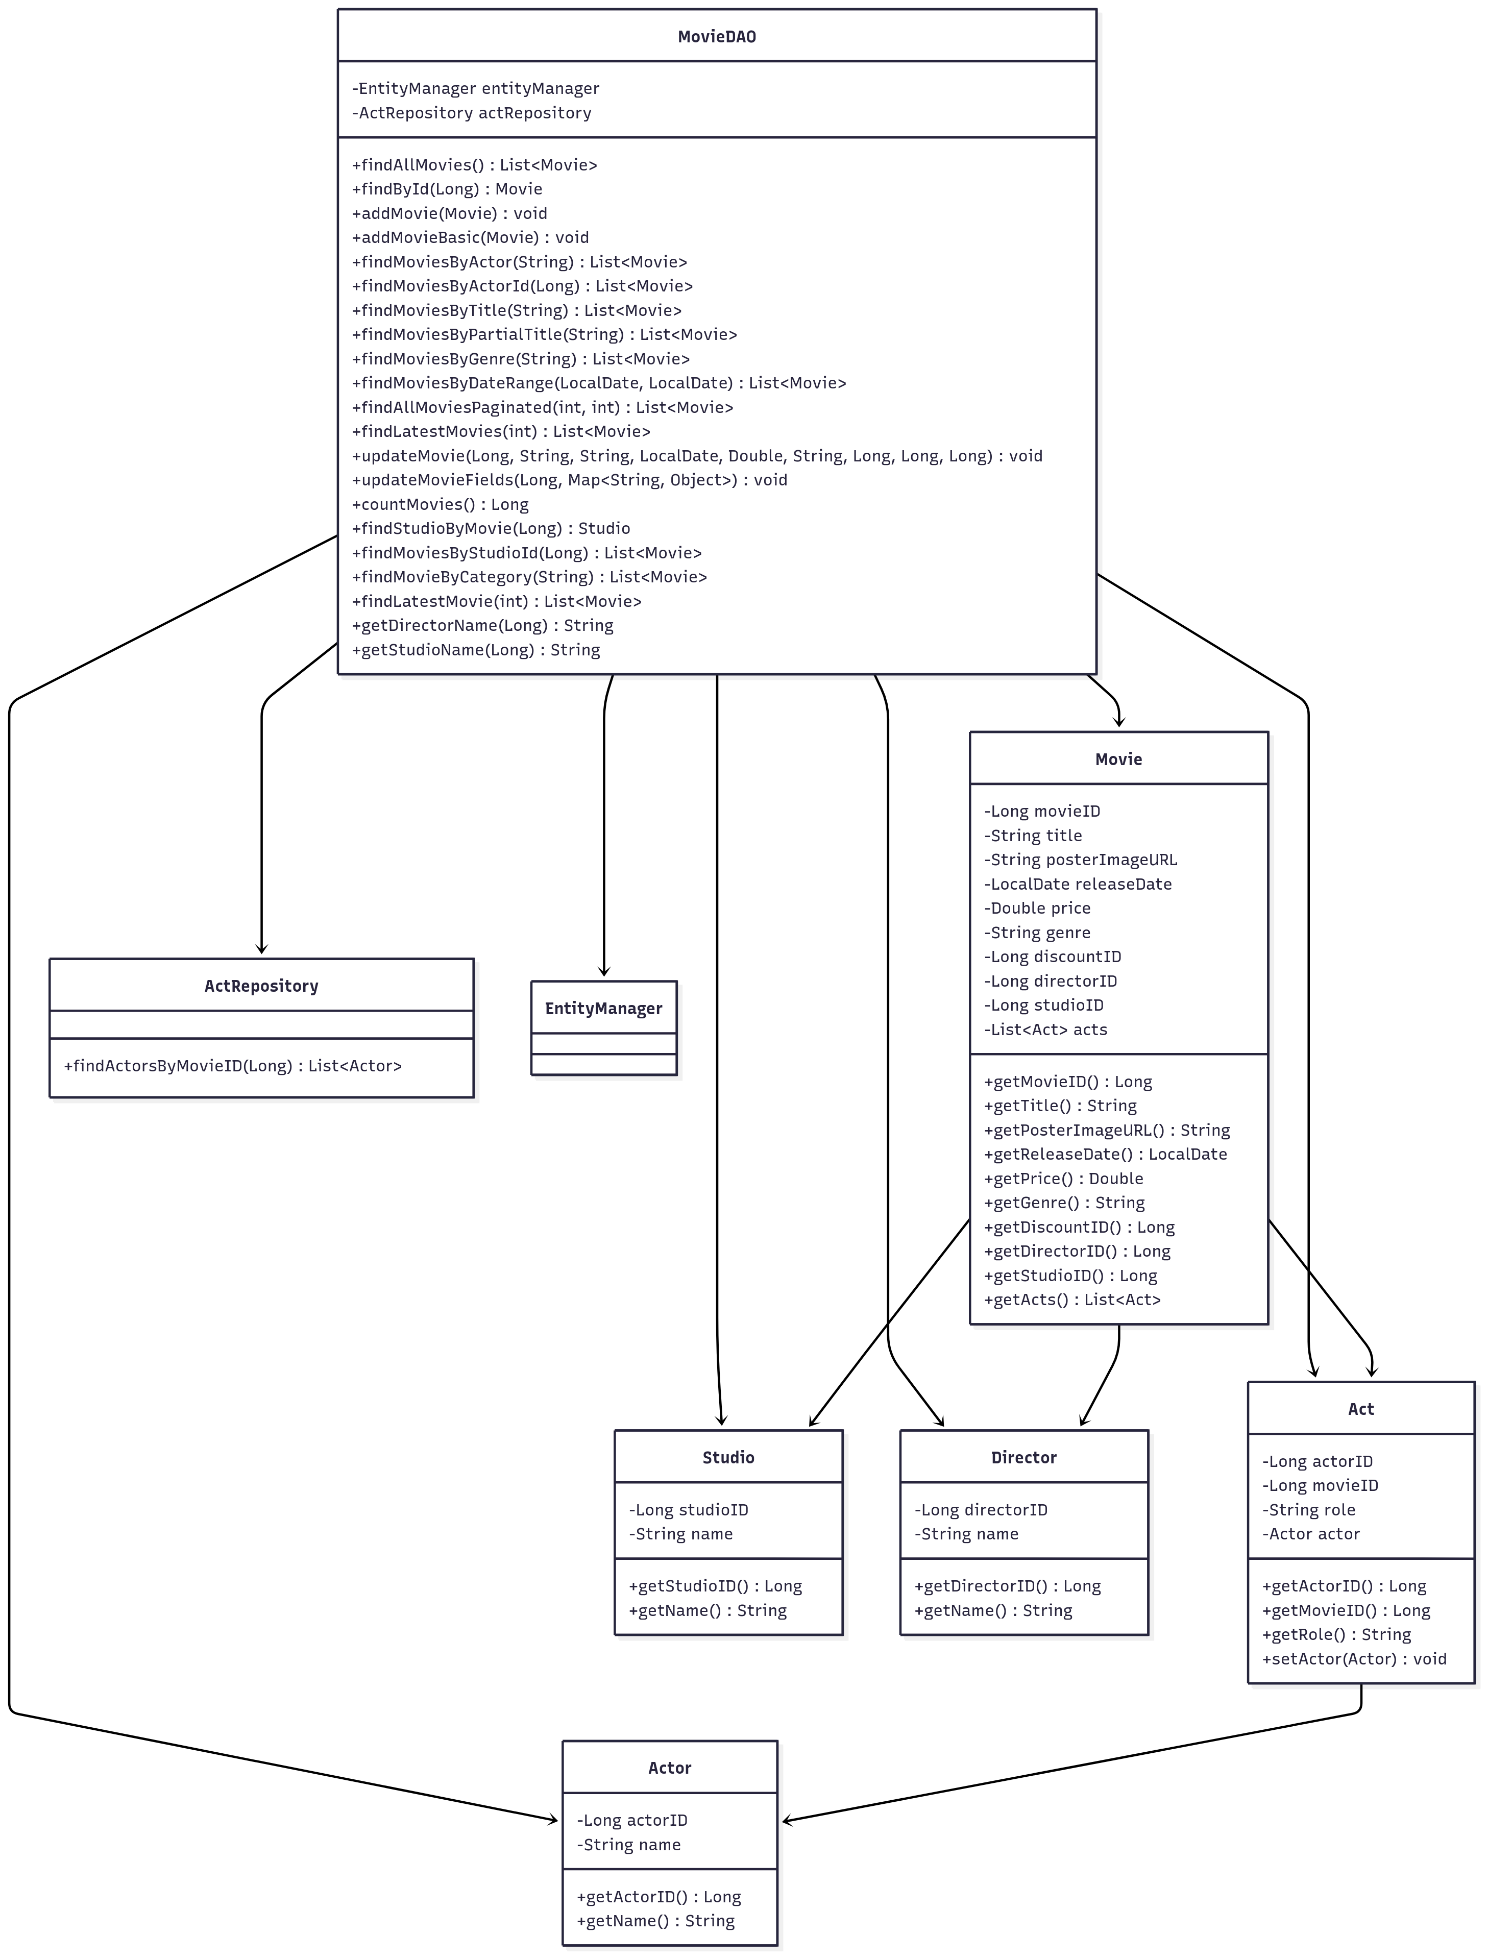 MovieDAO
-EntityManager entityManager
-ActRepository actRepository
+findAllMovies() : List<Movie>
+findById(Long) : Movie
+addMovie(Movie) : void
+addMovieBasic(Movie) : void
+findMoviesByActor(String) : List<Movie>
+findMoviesByActorId(Long) : List<Movie>
+findMoviesByTitle(String) : List<Movie>
+findMoviesByPartialTitle(String) : List<Movie>
+findMoviesByGenre(String) : List<Movie>
+findMoviesByDateRange(LocalDate, LocalDate) : List<Movie>
+findAllMoviesPaginated(int, int) : List<Movie>
+findLatestMovies(int) : List<Movie>
+updateMovie(Long, String, String, LocalDate, Double, String, Long, Long, Long) : void
+updateMovieFields(Long, Map<String, Object>) : void
+countMovies() : Long
+findStudioByMovie(Long) : Studio
+findMoviesByStudioId(Long) : List<Movie>
+findMovieByCategory(String) : List<Movie>
+findLatestMovie(int) : List<Movie>
+getDirectorName(Long) : String
+getStudioName(Long) : String
Movie
-Long movieID
-String title
-String posterImageURL
-LocalDate releaseDate
-Double price
-String genre
-Long discountID
-Long directorID
-Long studioID
-List<Act> acts
+getMovieID() : Long
+getTitle() : String
+getPosterImageURL() : String
+getReleaseDate() : LocalDate
+getPrice() : Double
+getGenre() : String
+getDiscountID() : Long
+getDirectorID() : Long
+getStudioID() : Long
+getActs() : List<Act>
ActRepository
+findActorsByMovieID(Long) : List<Actor>
EntityManager
Studio
-Long studioID
-String name
+getStudioID() : Long
+getName() : String
Director
-Long directorID
-String name
+getDirectorID() : Long
+getName() : String
Act
-Long actorID
-Long movieID
-String role
-Actor actor
+getActorID() : Long
+getMovieID() : Long
+getRole() : String
+setActor(Actor) : void
Actor
-Long actorID
-String name
+getActorID() : Long
+getName() : String